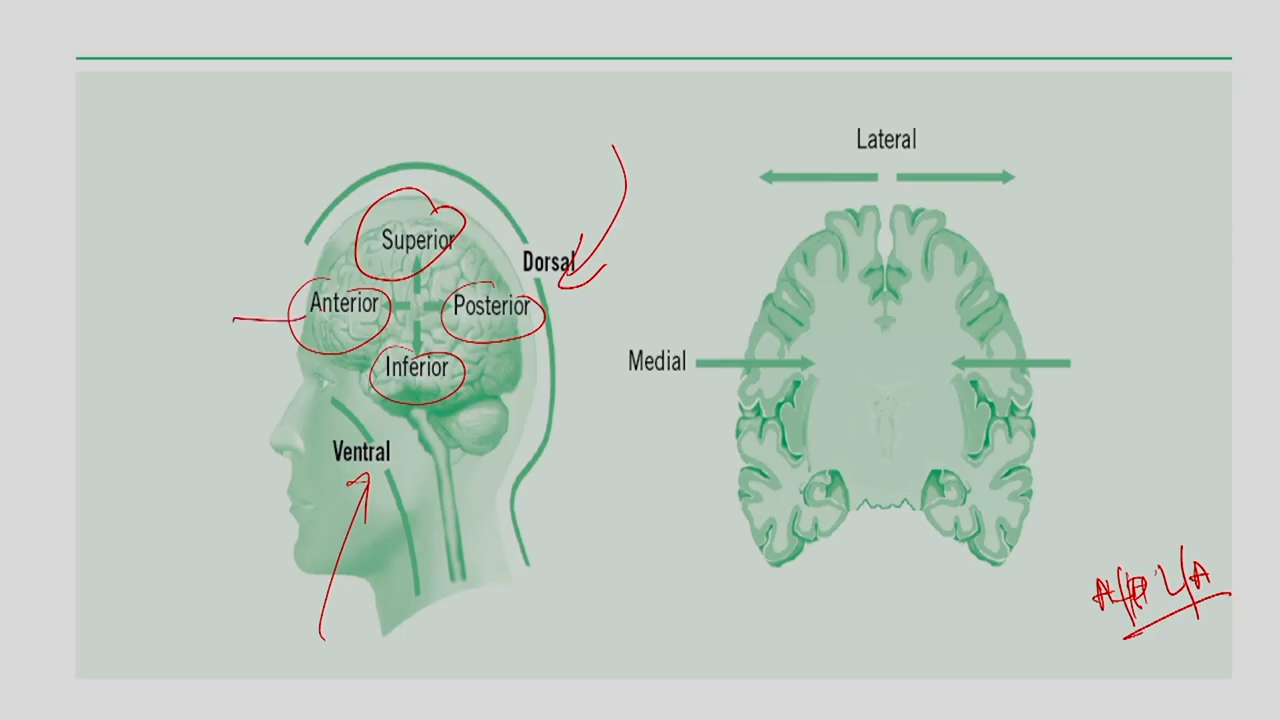 Superior
Anterior
Posterior
Inferior
Dorsal
Ventral
Lateral
Medial